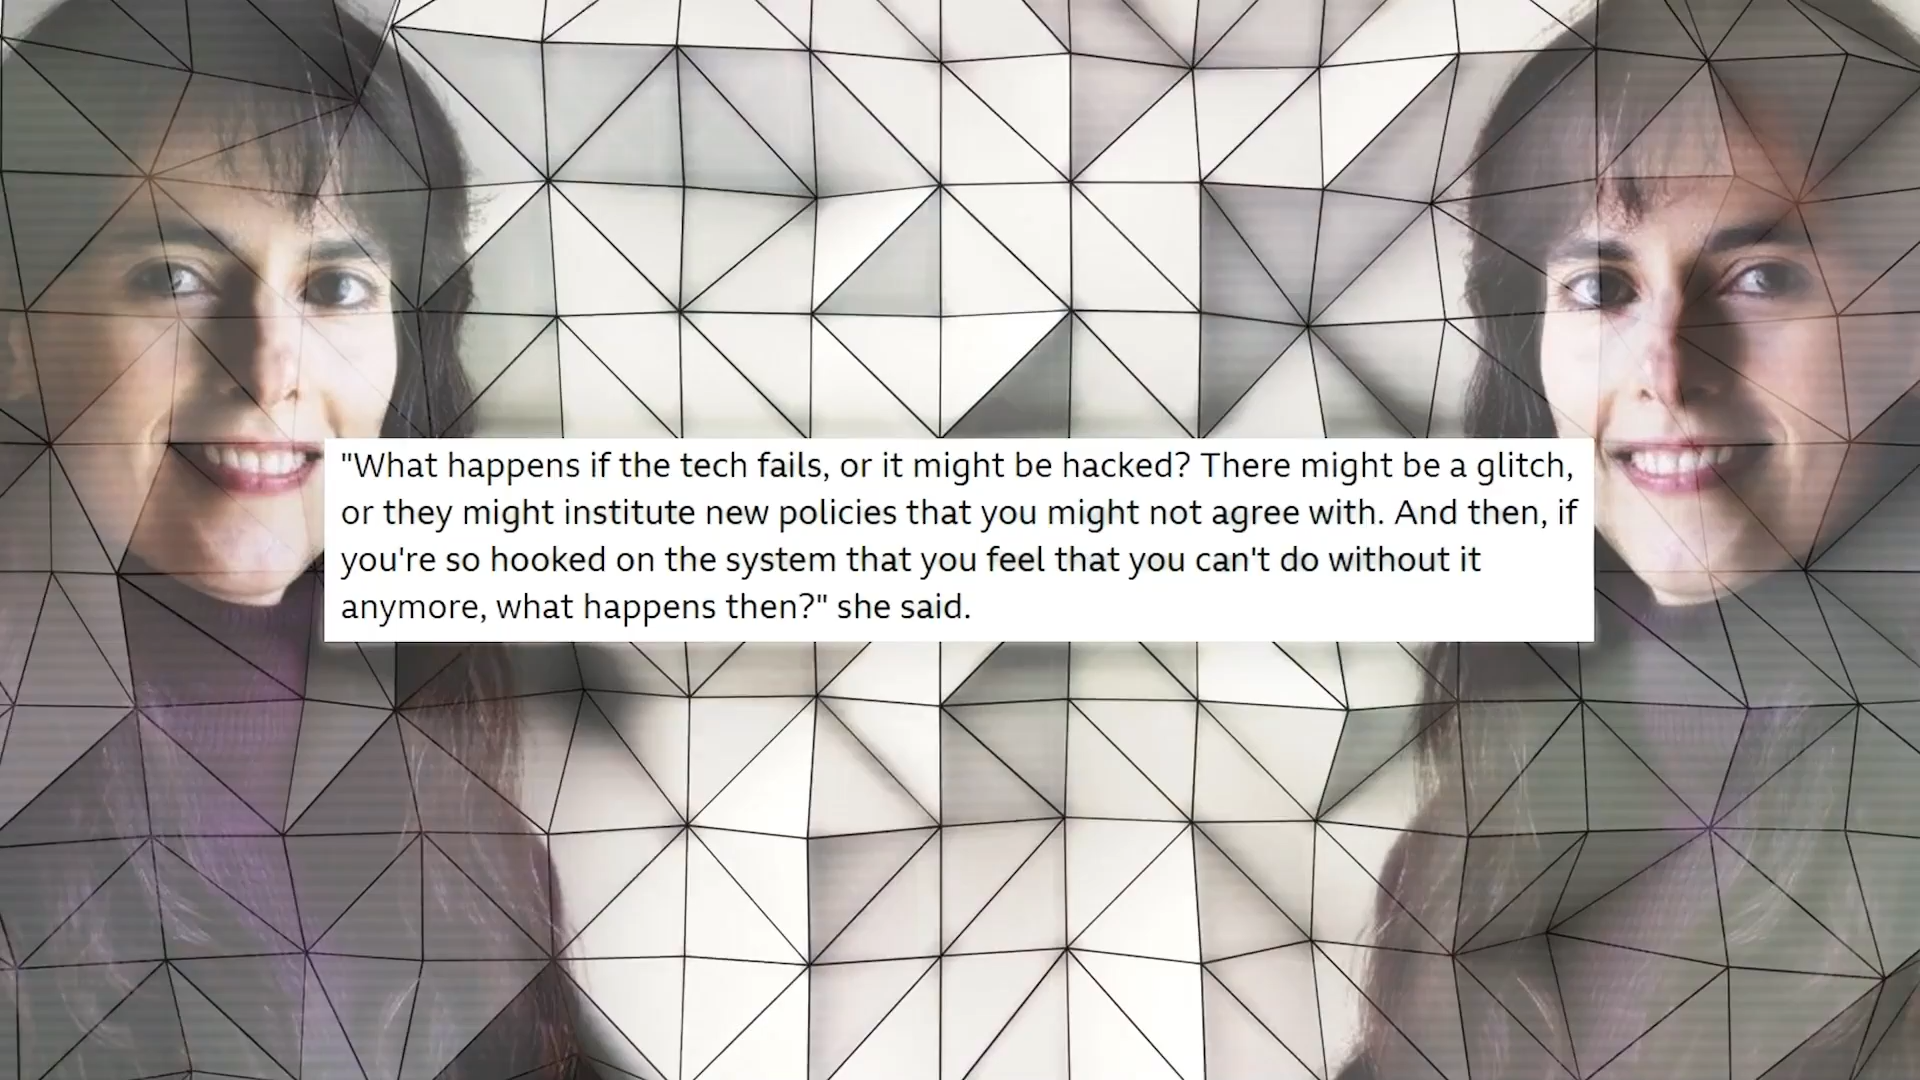 "What happens if the tech fails, or it might be hacked? There might be a glitch,
or they might institute new policies that you might not agree with. And then, if
you're so hooked on the system that you feel that you can't do without it
anymore, what happens then?" she said.